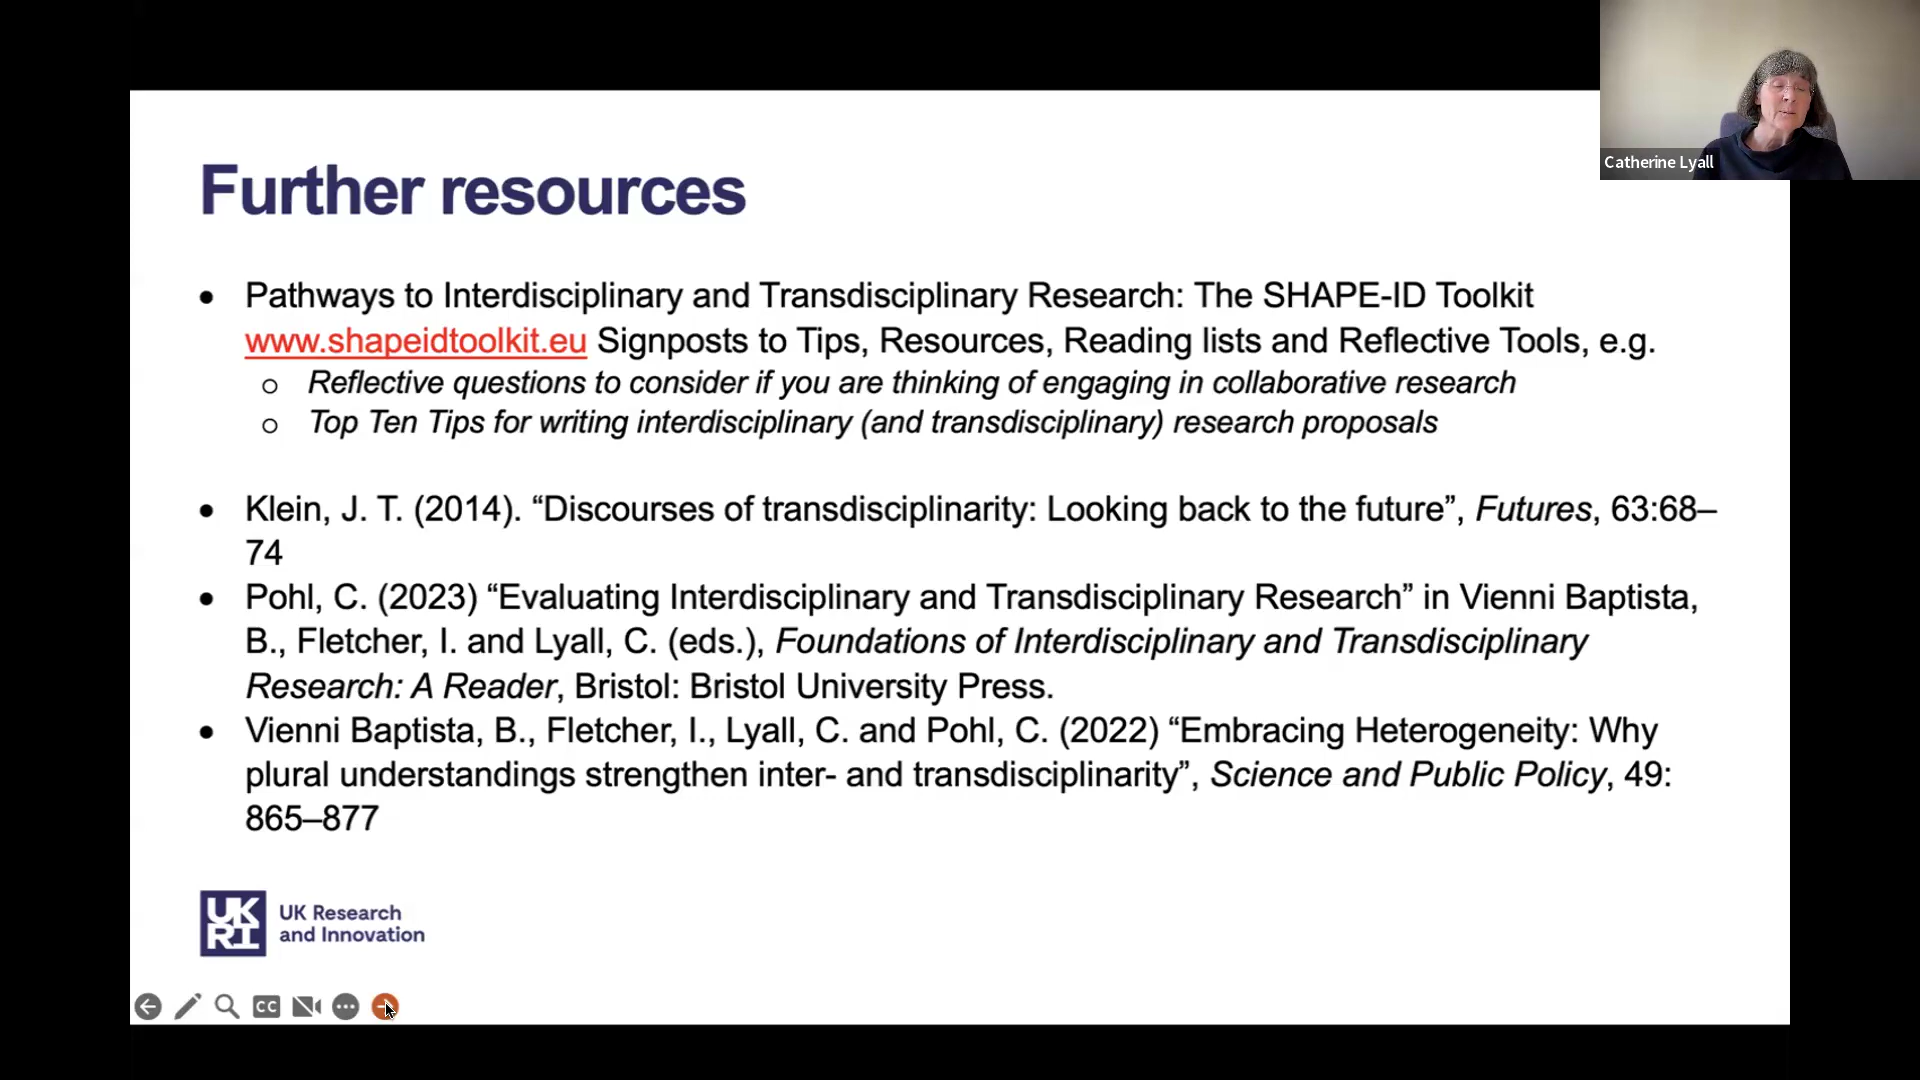 Catherine Lyall
Further resources
• Pathways to Interdisciplinary and Transdisciplinary Research: The SHAPE-ID Toolkit
www.shapeidtoolkit.eu Signposts to Tips, Resources, Reading lists and Reflective Tools, e.g.
○ Reflective questions to consider if you are thinking of engaging in collaborative research
○ Top Ten Tips for writing interdisciplinary (and transdisciplinary) research proposals
• Klein, J. T. (2014). “Discourses of transdisciplinarity: Looking back to the future”, Futures, 63:68–
74
• Pohl, C. (2023) “Evaluating Interdisciplinary and Transdisciplinary Research” in Vienni Baptista,
B., Fletcher, I. and Lyall, C. (eds.), Foundations of Interdisciplinary and Transdisciplinary
Research: A Reader, Bristol: Bristol University Press.
• Vienni Baptista, B., Fletcher, I., Lyall, C. and Pohl, C. (2022) “Embracing Heterogeneity: Why
plural understandings strengthen inter- and transdisciplinarity”, Science and Public Policy, 49:
865–877
UK
RI
UK Research
and Innovation
CC